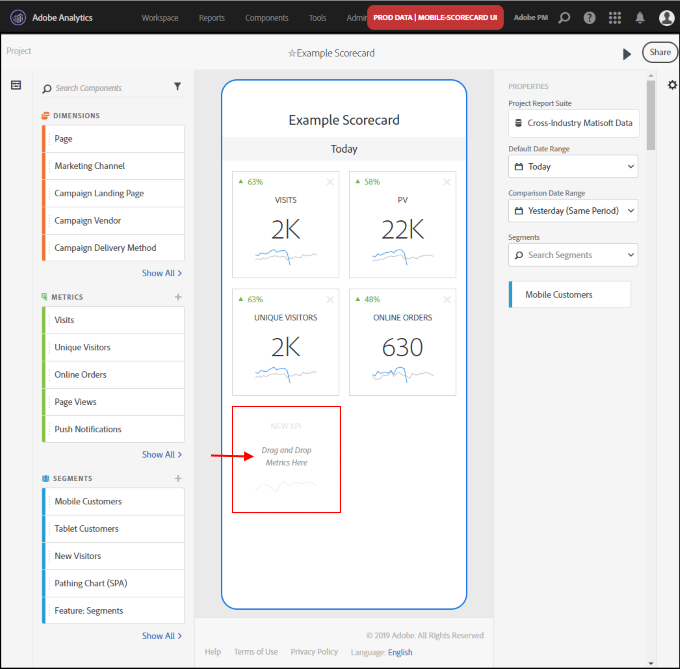 Adobe Analytics
Workspace
Reports
Components
Tools
Admi
PROD DATA | MOBILE-SCORECARD UI
Adobe PM
Project
☆Example Scorecard
Share
Search Components
DIMENSIONS
Page
Marketing Channel
Campaign Landing Page
Campaign Vendor
Campaign Delivery Method
Show All >
METRICS +
Visits
Unique Visitors
Online Orders
Page Views
Push Notifications
Show All >
SEGMENTS +
Mobile Customers
Tablet Customers
New Visitors
Pathing Chart (SPA)
Feature: Segments
Show All >
Example Scorecard
Today
▲ 63%
VISITS
2K
▲ 58%
PV
22K
▲ 63%
UNIQUE VISITORS
2K
▲ 48%
ONLINE ORDERS
630
NEW KPI
Drag and Drop
Metrics Here
© 2019 Adobe. All Rights Reserved
Help
Terms of Use
Privacy Policy
Language: English
PROPERTIES
Project Report Suite
Cross-Industry Matisoft Data
Default Date Range
Today
Comparison Date Range
Yesterday (Same Period)
Segments
Search Segments
Mobile Customers